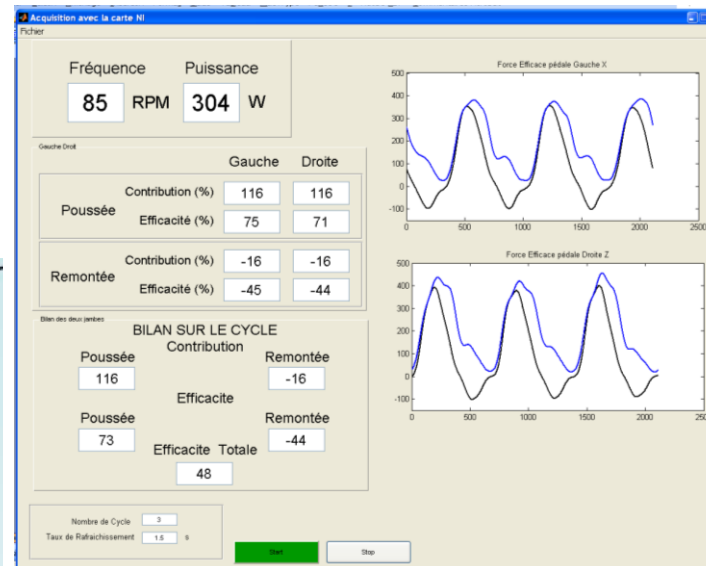 Acquisition avec la carte NI
Fichier
Fréquence Puissance
85 RPM 304 W
Gauche Droit
Gauche Droite
Poussée
Contribution (%) 116 116
Efficacité (%) 75 71
Remontée
Contribution (%) -16 -16
Efficacité (%) -45 -44
Bilan des deux jambes
BILAN SUR LE CYCLE
Contribution
Poussée Remontée
116 -16
Efficacite
Poussée Remontée
73 -44
Efficacite Totale
48
Nombre de Cycle 3
Taux de Rafraichissement 1.5 s
Start Stop
Force Efficace pédale Gauche X
500
400
300
200
100
0
-100
0 500 1000 1500 2000 2500
Force Efficace pédale Droite Z
500
400
300
200
100
0
-100
0 500 1000 1500 2000 2500